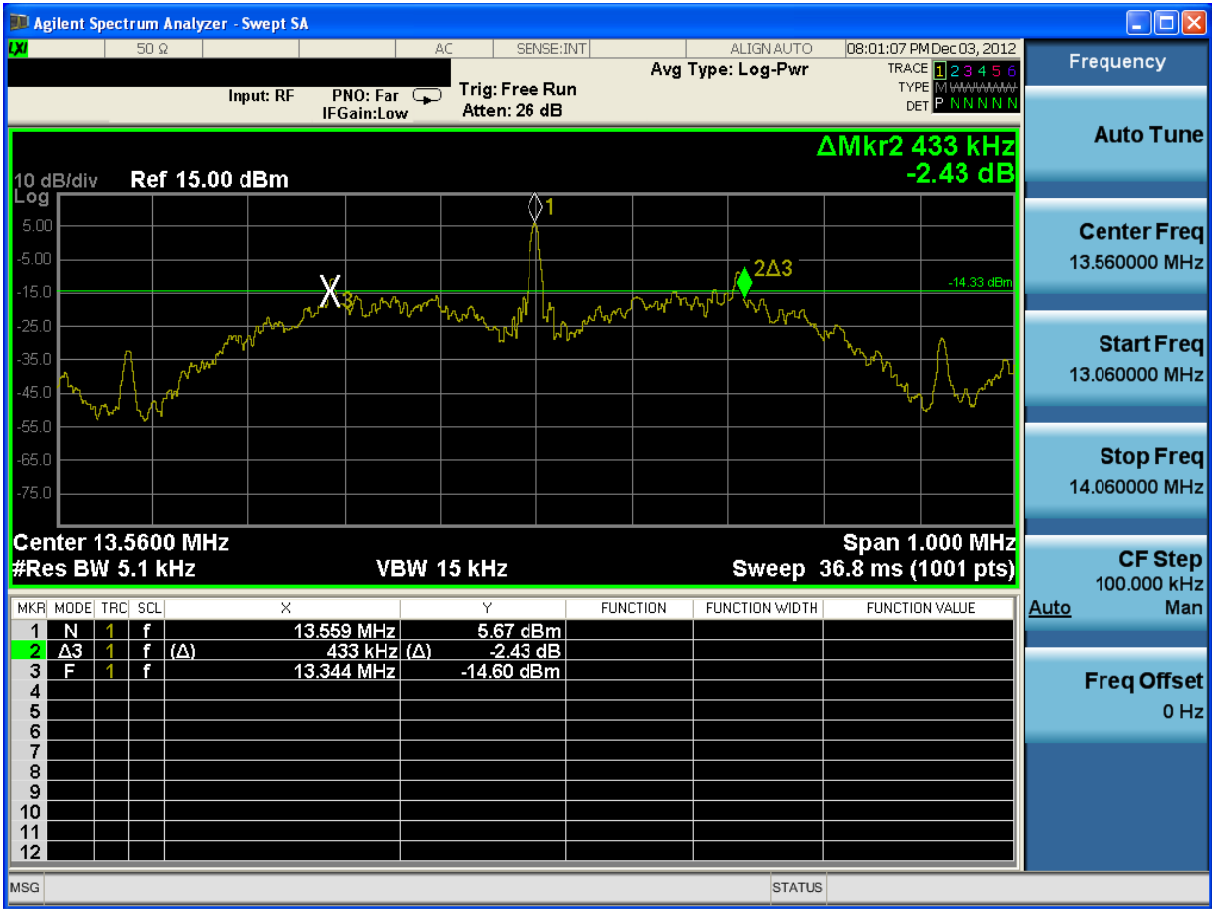 Agilent Spectrum Analyzer - Swept SA
LXI 50 Ω AC SENSE:INT ALIGN AUTO 08:01:07 PM Dec 03, 2012
Frequency
Avg Type: Log-Pwr
TRACE 1 2 3 4 5 6
Input: RF PNO: Far Trig: Free Run
TYPE M WWWWW
IFGain:Low Atten: 26 dB
DET P N N N N N
Auto Tune
ΔMkr2 433 kHz
-2.43 dB
10 dB/div Ref 15.00 dBm
Log
1
5.00
-5.00
2Δ3
-14.33 dBm
-15.0
3
-25.0
-35.0
-45.0
-55.0
-65.0
-75.0
Center 13.5600 MHz Span 1.000 MHz
#Res BW 5.1 kHz VBW 15 kHz Sweep 36.8 ms (1001 pts)
Center Freq
13.560000 MHz
Start Freq
13.060000 MHz
Stop Freq
14.060000 MHz
CF Step
100.000 kHz
Auto Man
Freq Offset
0 Hz
MKR MODE TRC SCL X Y FUNCTION FUNCTION WIDTH FUNCTION VALUE
1 N 1 f 13.559 MHz 5.67 dBm
2 Δ3 1 f (Δ) 433 kHz (Δ) -2.43 dB
3 F 1 f 13.344 MHz -14.60 dBm
4
5
6
7
8
9
10
11
12
MSG STATUS